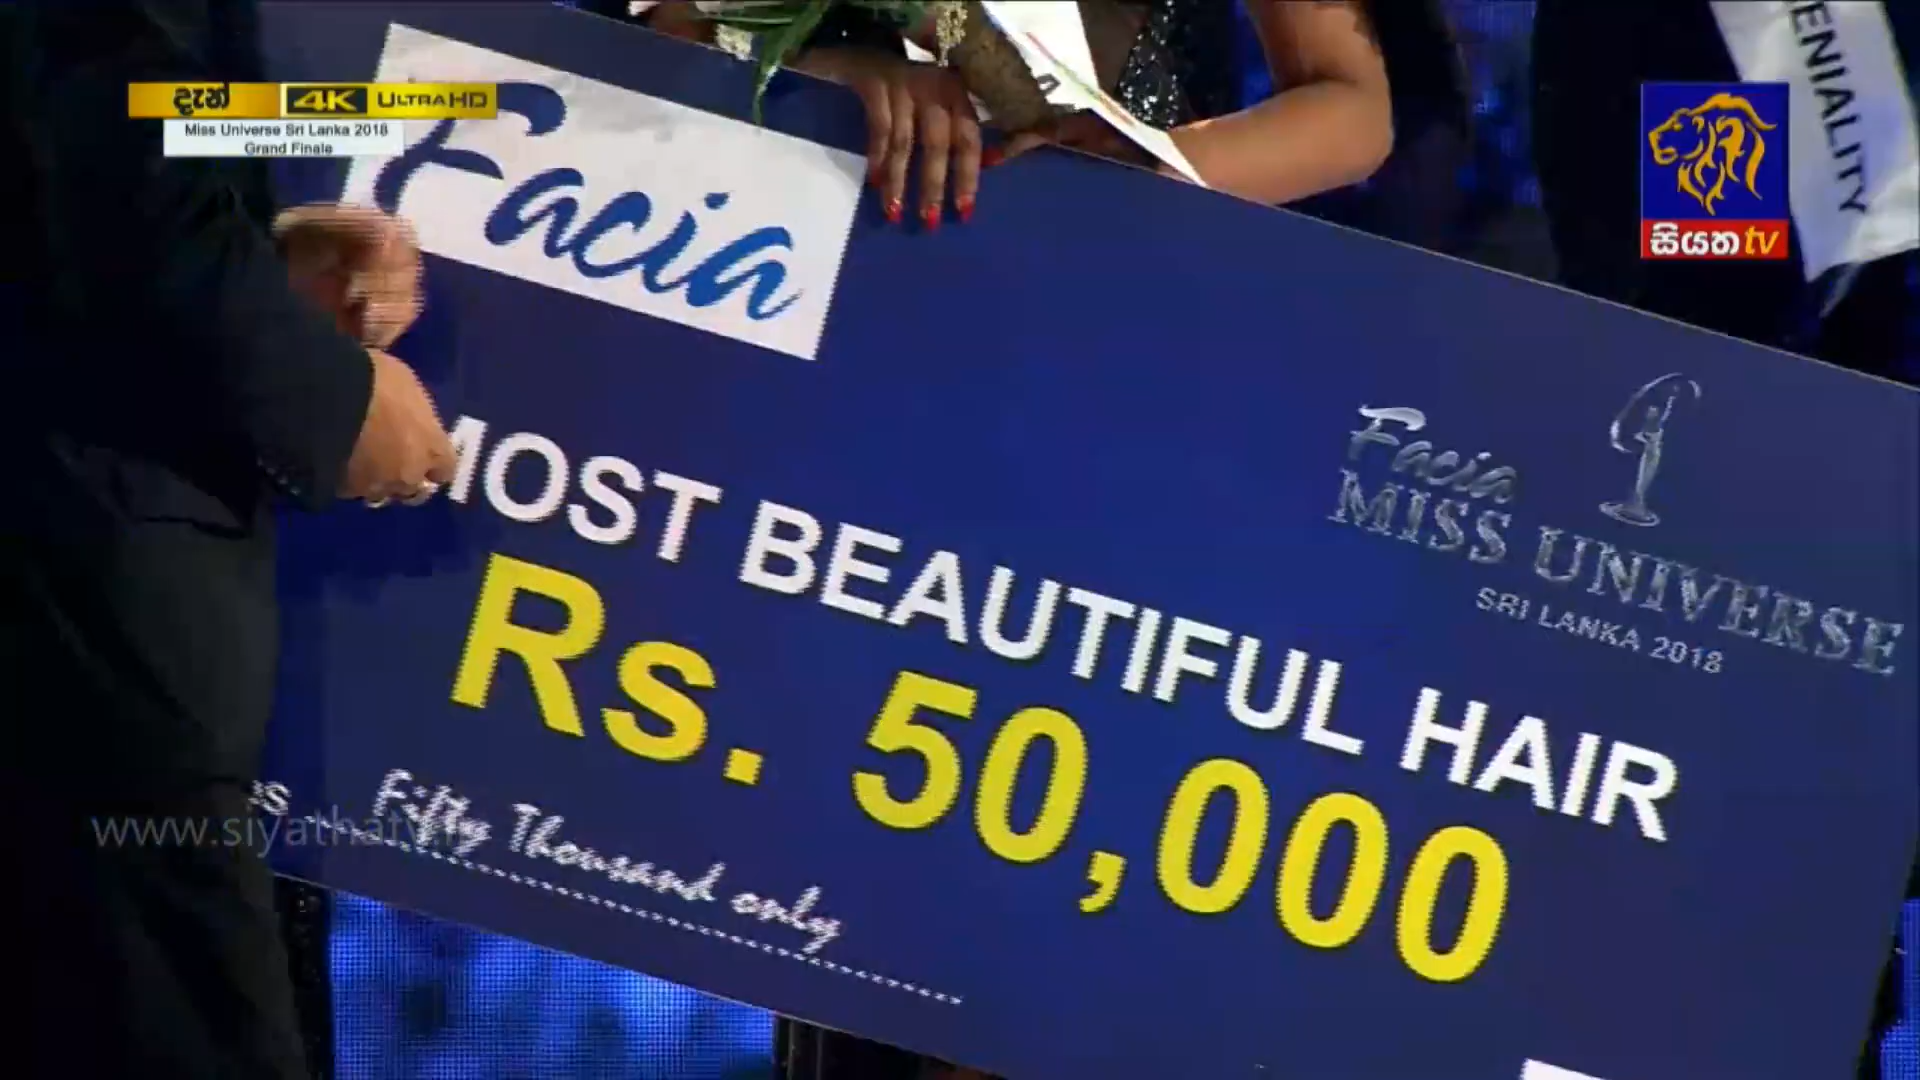 දැන් 4K ULTRA HD
Miss Universe Sri Lanka 2018
Grand Finale
Facia
ENIALITY
සියත tv
Facia
MISS UNIVERSE
SRI LANKA 2018
MOST BEAUTIFUL HAIR
Rs. 50,000
Fifty Thousand only
www.siyathatv.